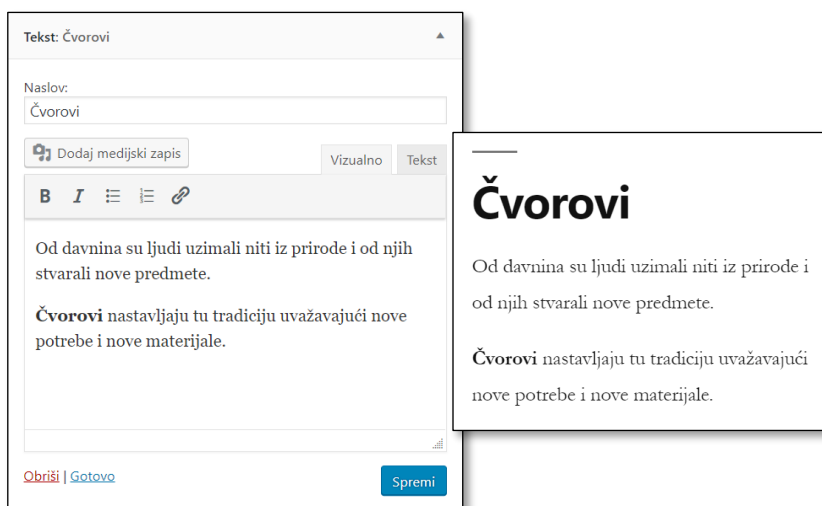 Tekst: Čvorovi
Naslov:
Čvorovi
Dodaj medijski zapis
Vizualno
Tekst
B I
Od davnina su ljudi uzimali niti iz prirode i od njih
stvarali nove predmete.
Čvorovi nastavljaju tu tradiciju uvažavajući nove
potrebe i nove materijale.
Obriši | Gotovo
Spremi
Čvorovi
Od davnina su ljudi uzimali niti iz prirode i
od njih stvarali nove predmete.
Čvorovi nastavljaju tu tradiciju uvažavajući
nove potrebe i nove materijale.